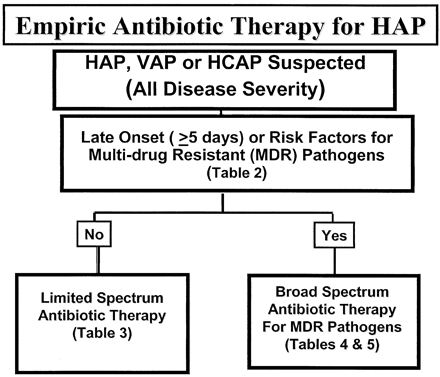 Empiric Antibiotic Therapy for HAP
HAP, VAP or HCAP Suspected
(All Disease Severity)
Late Onset ( ≥5 days) or Risk Factors for
Multi-drug Resistant (MDR) Pathogens
(Table 2)
No
Yes
Limited Spectrum
Antibiotic Therapy
(Table 3)
Broad Spectrum
Antibiotic Therapy
For MDR Pathogens
(Tables 4 & 5)